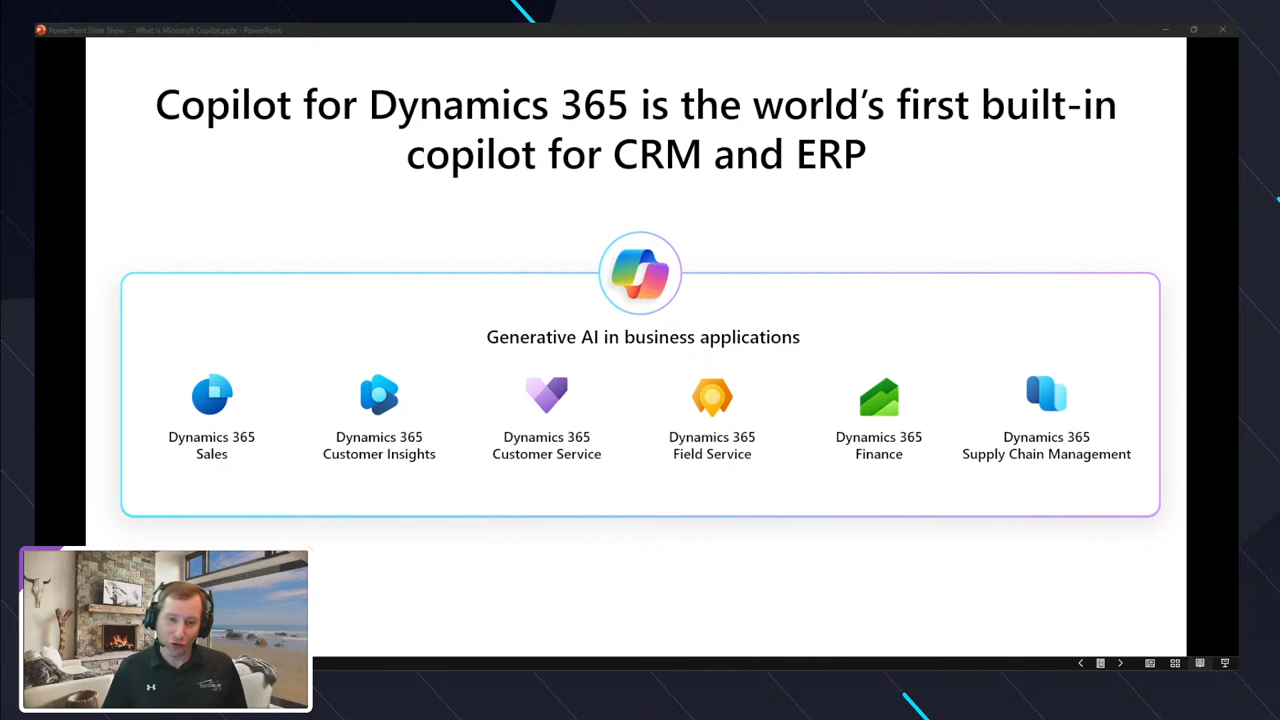 PowerPoint Slide Show - What is Microsoft Copilot.pptx - PowerPoint
Copilot for Dynamics 365 is the world’s first built-in
copilot for CRM and ERP
Generative AI in business applications
Dynamics 365
Sales
Dynamics 365
Customer Insights
Dynamics 365
Customer Service
Dynamics 365
Field Service
Dynamics 365
Finance
Dynamics 365
Supply Chain Management